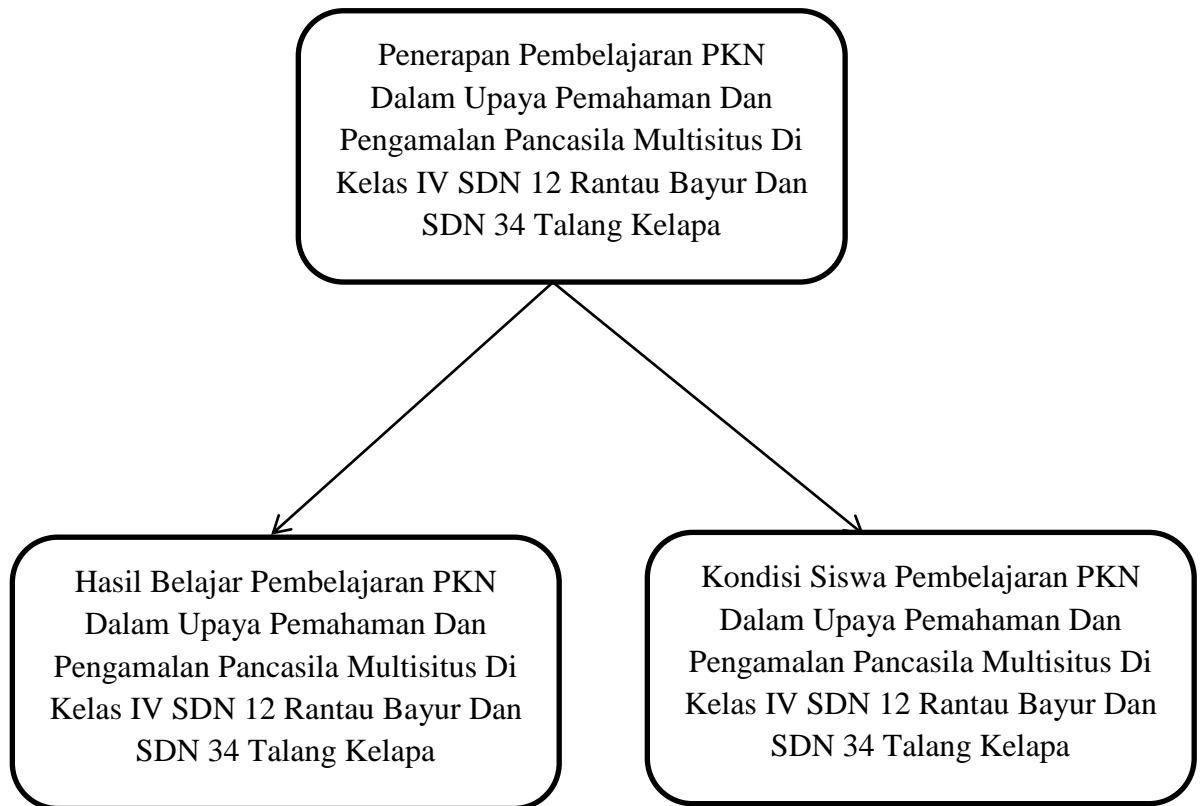 Penerapan Pembelajaran PKN
Dalam Upaya Pemahaman Dan
Pengamalan Pancasila Multisitus Di
Kelas IV SDN 12 Rantau Bayur Dan
SDN 34 Talang Kelapa
Hasil Belajar Pembelajaran PKN
Dalam Upaya Pemahaman Dan
Pengamalan Pancasila Multisitus Di
Kelas IV SDN 12 Rantau Bayur Dan
SDN 34 Talang Kelapa
Kondisi Siswa Pembelajaran PKN
Dalam Upaya Pemahaman Dan
Pengamalan Pancasila Multisitus Di
Kelas IV SDN 12 Rantau Bayur Dan
SDN 34 Talang Kelapa